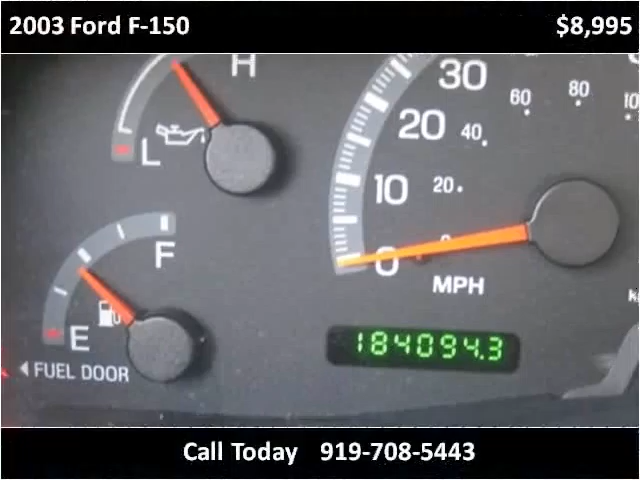 2003 Ford F-150 $8,995
H
L
30
60 80
20 40
10 20
0
MPH
F
E
184094.3
FUEL DOOR
Call Today 919-708-5443